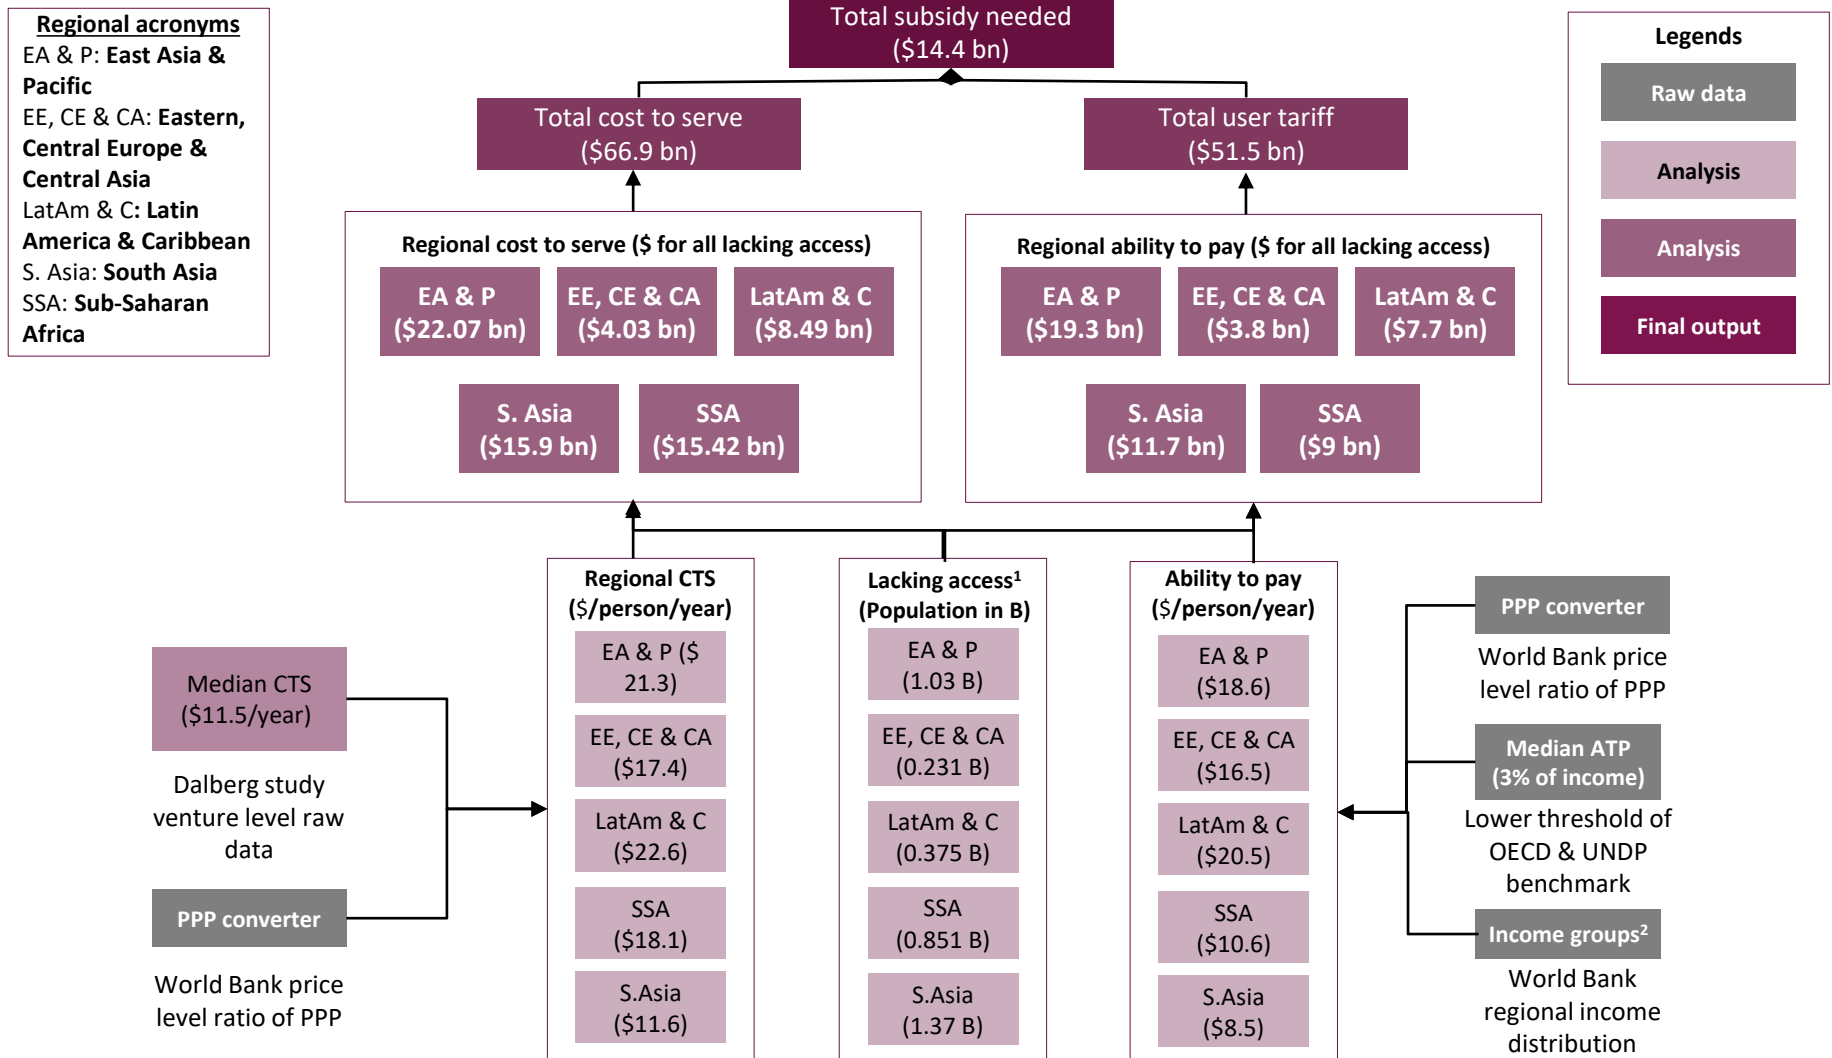 Regional acronyms
EA & P: East Asia &
Pacific
EE, CE & CA: Eastern,
Central Europe &
Central Asia
LatAm & C: Latin
America & Caribbean
S. Asia: South Asia
SSA: Sub-Saharan
Africa
Total subsidy needed
($14.4 bn)
Legends
Raw data
Analysis
Analysis
Final output
Total cost to serve
($66.9 bn)
Total user tariff
($51.5 bn)
Regional cost to serve ($ for all lacking access)
EA & P
($22.07 bn)
EE, CE & CA
($4.03 bn)
LatAm & C
($8.49 bn)
S. Asia
($15.9 bn)
SSA
($15.42 bn)
Regional ability to pay ($ for all lacking access)
EA & P
($19.3 bn)
EE, CE & CA
($3.8 bn)
LatAm & C
($7.7 bn)
S. Asia
($11.7 bn)
SSA
($9 bn)
Median CTS
($11.5/year)
Dalberg study
venture level raw
data
PPP converter
World Bank price
level ratio of PPP
Regional CTS
($/person/year)
EA & P ($
21.3)
EE, CE & CA
($17.4)
LatAm & C
($22.6)
SSA
($18.1)
S.Asia
($11.6)
Lacking access¹
(Population in B)
EA & P
(1.03 B)
EE, CE & CA
(0.231 B)
LatAm & C
(0.375 B)
SSA
(0.851 B)
S.Asia
(1.37 B)
Ability to pay
($/person/year)
EA & P
($18.6)
EE, CE & CA
($16.5)
LatAm & C
($20.5)
SSA
($10.6)
S.Asia
($8.5)
PPP converter
World Bank price
level ratio of PPP
Median ATP
(3% of income)
Lower threshold of
OECD & UNDP
benchmark
Income groups²
World Bank
regional income
distribution